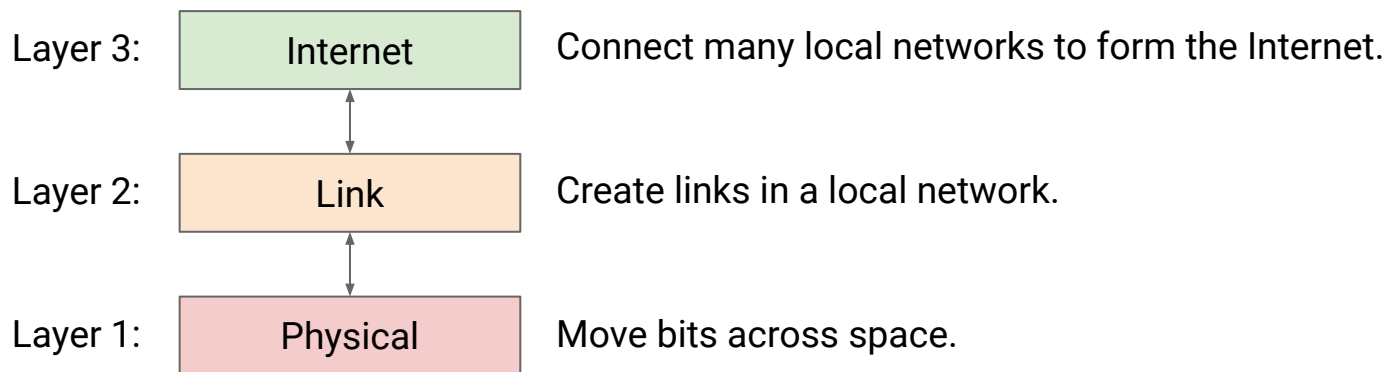 Layer 3: Internet Connect many local networks to form the Internet.
Layer 2: Link Create links in a local network.
Layer 1: Physical Move bits across space.